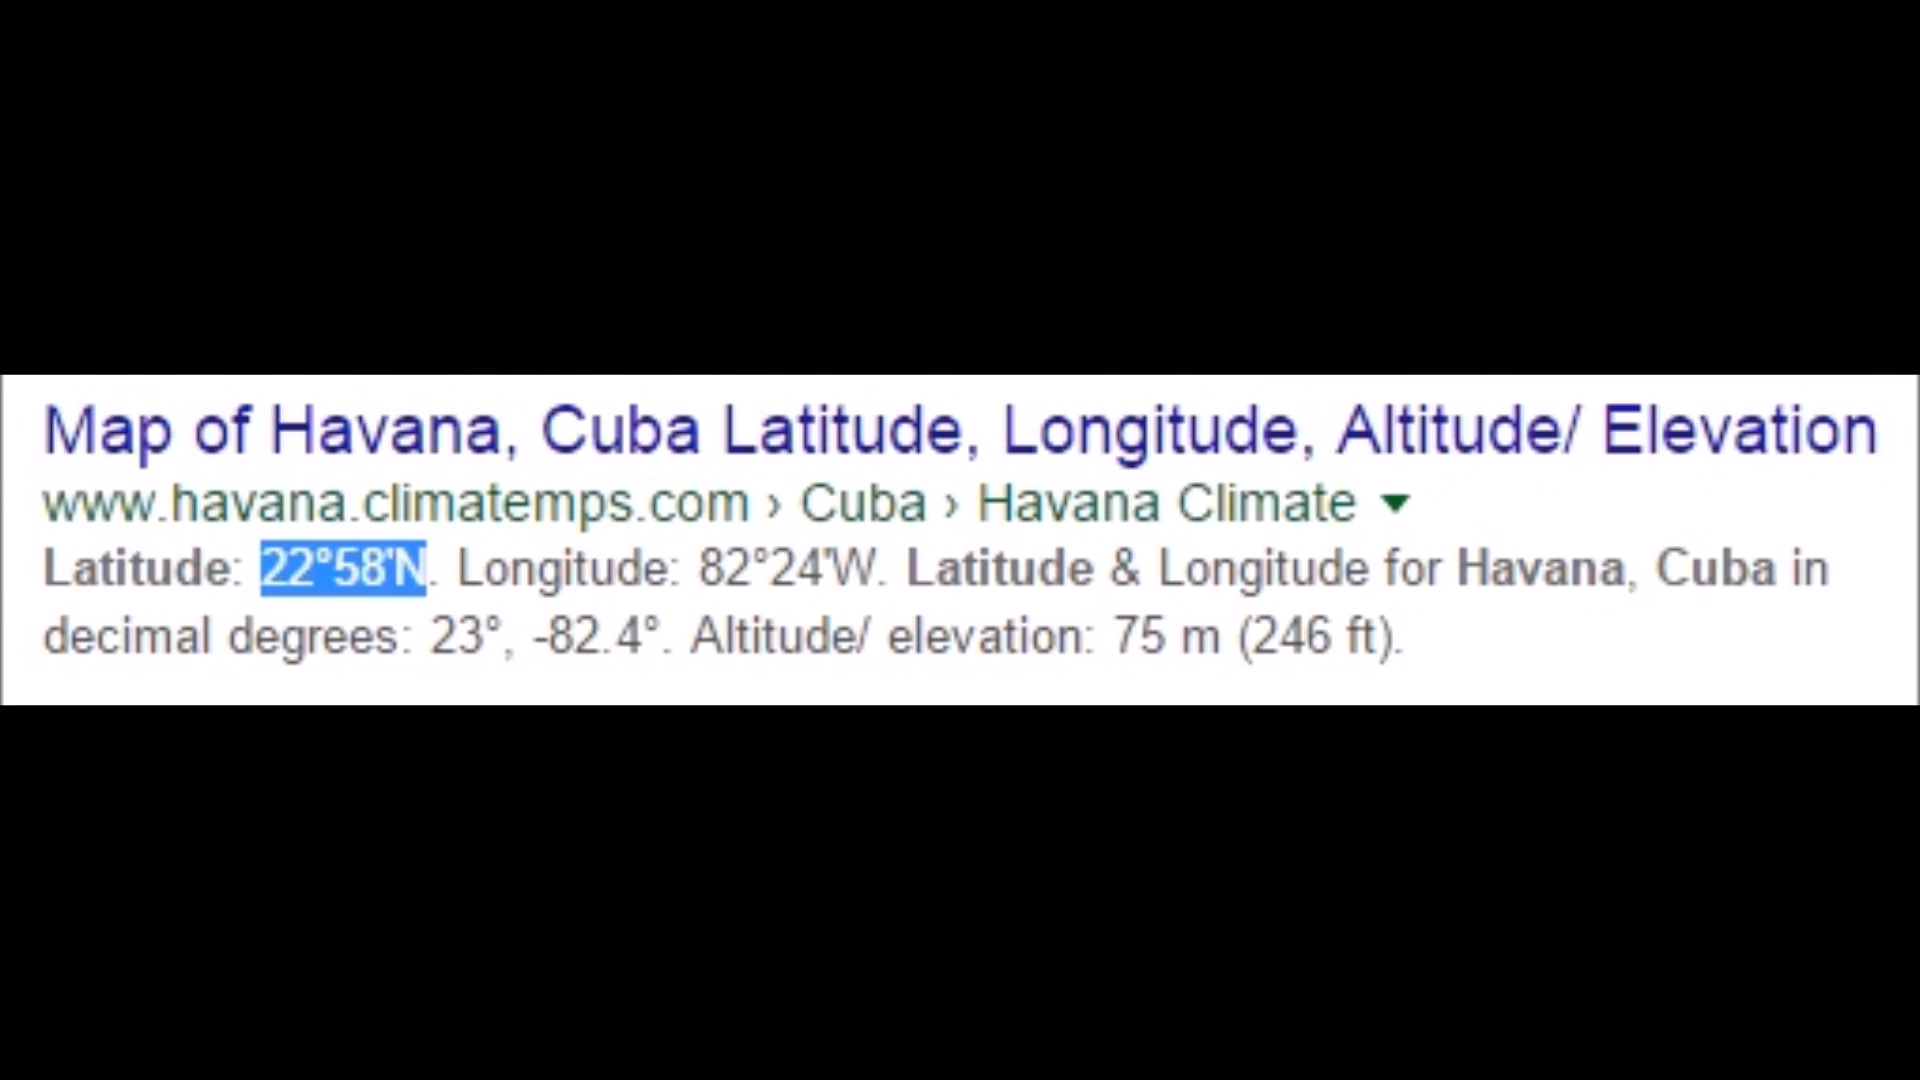 Map of Havana, Cuba Latitude, Longitude, Altitude/ Elevation
www.havana.climatemps.com › Cuba › Havana Climate
Latitude: 22°58'N. Longitude: 82°24'W. Latitude & Longitude for Havana, Cuba in
decimal degrees: 23°, -82.4°. Altitude/ elevation: 75 m (246 ft).